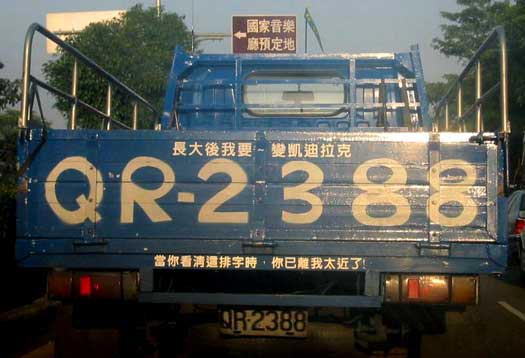 國家音樂
廳預定地
長大後我要~變凱迪拉克
QR-2388
當你看清這排字時，你已離我太近了!
QR-2388